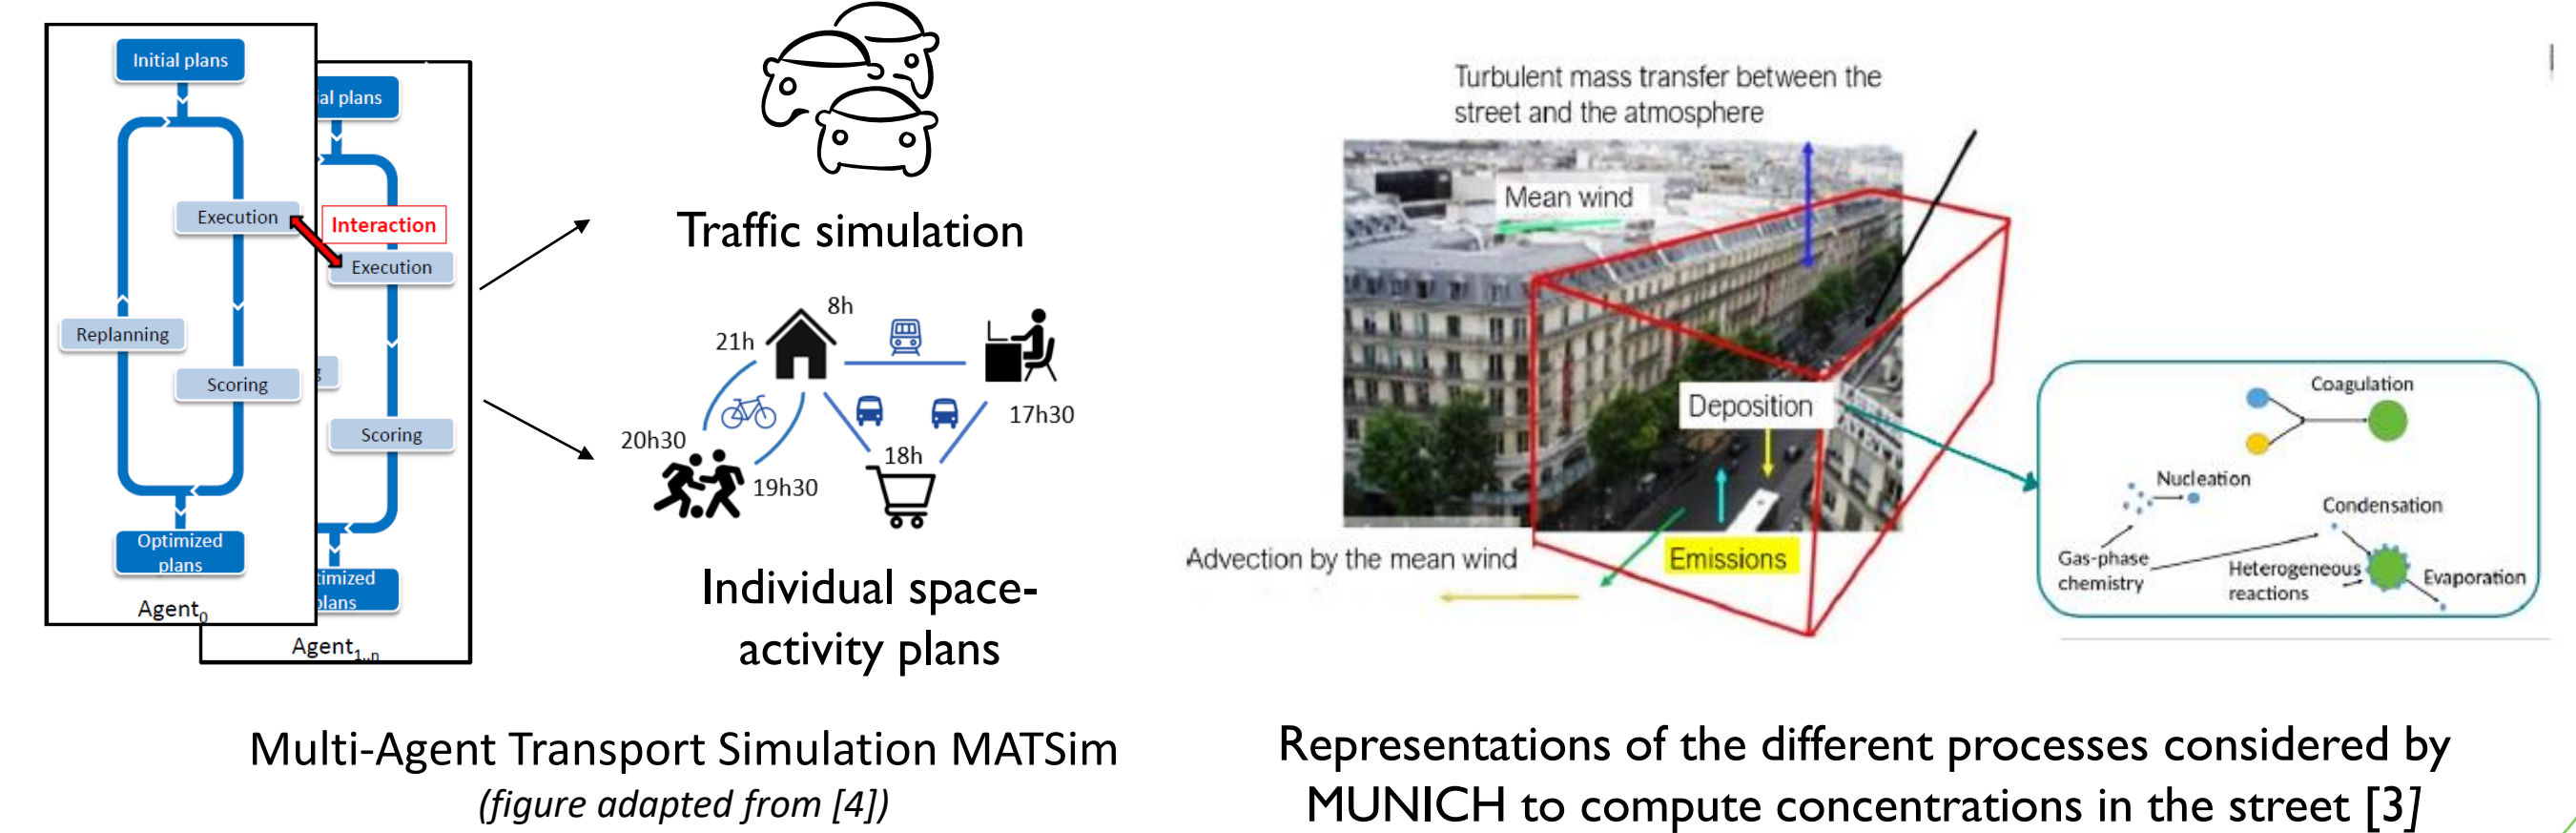 Initial plans
Execution
Replanning
Scoring
Optimized
plans
Agent0
ial plans
Interaction
Execution
g
Scoring
timized
plans
Agent1..n
Traffic simulation
8h
21h
17h30
20h30
18h
19h30
Individual space-
activity plans
Multi-Agent Transport Simulation MATSim
(figure adapted from [4])
Turbulent mass transfer between the
street and the atmosphere
Mean wind
Deposition
Advection by the mean wind
Emissions
Coagulation
Nucleation
Condensation
Gas-phase
chemistry
Heterogeneous
reactions
Evaporation
Representations of the different processes considered by
MUNICH to compute concentrations in the street [3]